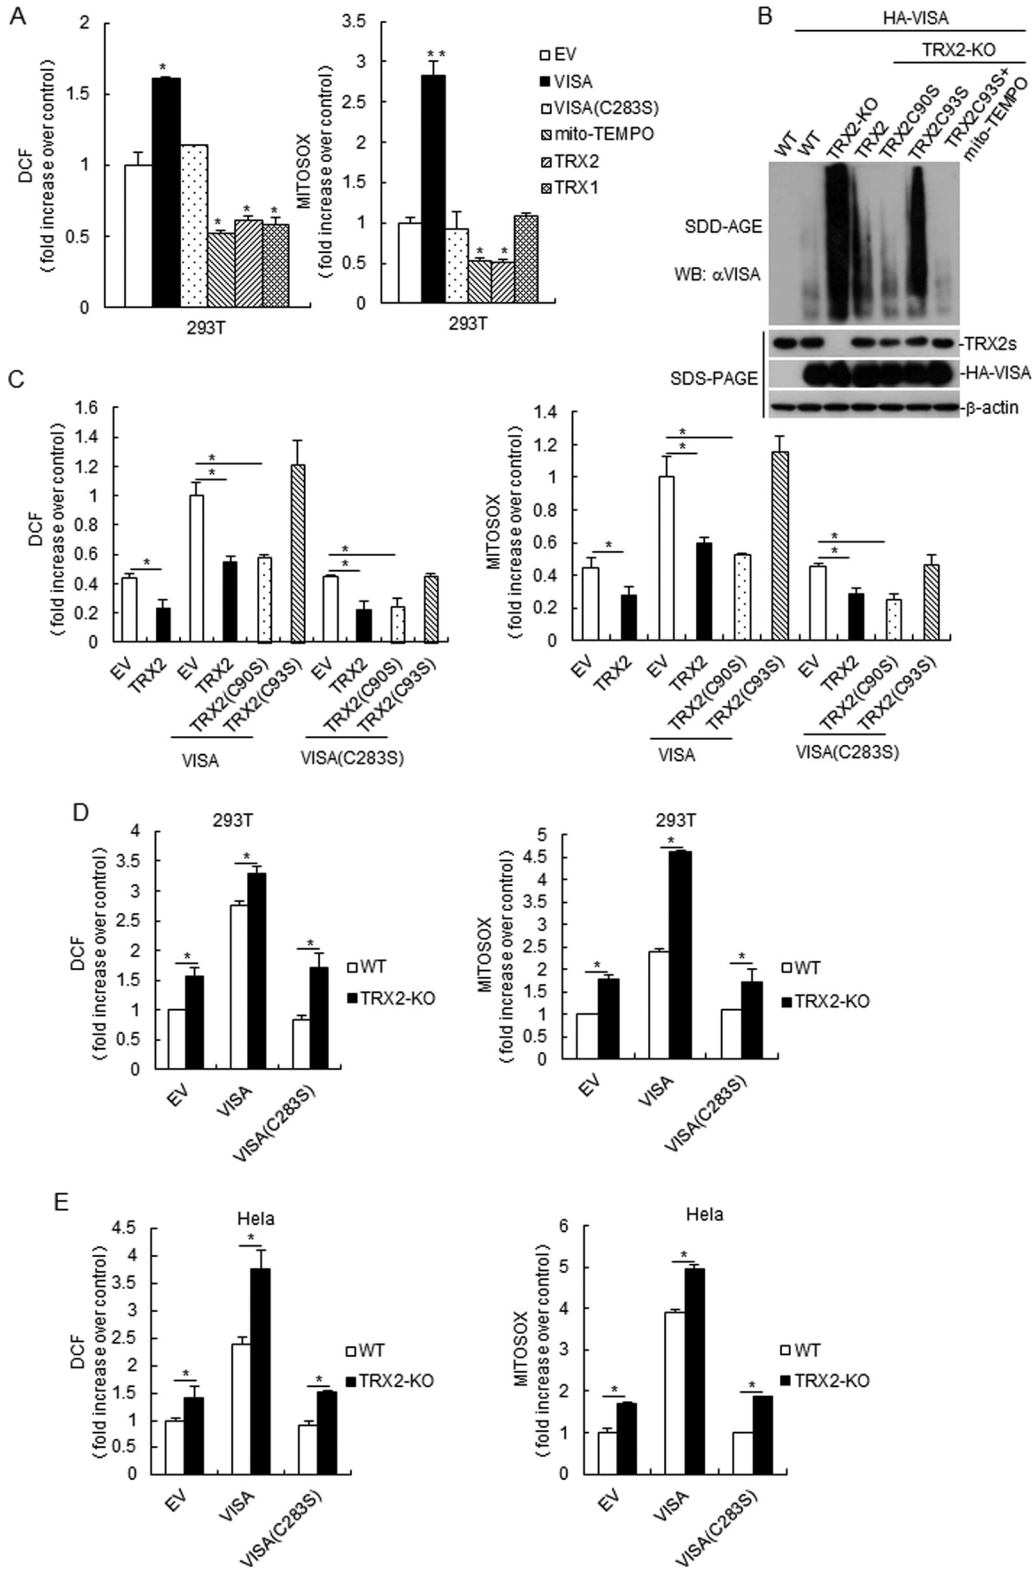 A
DCF
(fold increase over control)
2
1.5
1
0.5
0
*
*
*
*
293T
MITOSOX
(fold increase over control)
3.5
3
2.5
2
1.5
1
0.5
0
**
*
*
293T
EV
VISA
VISA(C283S)
mito-TEMPO
TRX2
TRX1
B
HA-VISA
TRX2-KO
WT
WT
TRX2-KO
TRX2
TRX2C90S
TRX2C93S
TRX2C93S+
mito-TEMPO
SDD-AGE
WB: αVISA
SDS-PAGE
-TRX2s
-HA-VISA
-β-actin
C
DCF
(fold increase over control)
1.6
1.4
1.2
1
0.8
0.6
0.4
0.2
0
*
*
*
*
*
EV
TRX2
EV
TRX2
TRX2(C90S)
TRX2(C93S)
EV
TRX2
TRX2(C90S)
TRX2(C93S)
VISA
VISA(C283S)
MITOSOX
(fold increase over control)
1.4
1.2
1
0.8
0.6
0.4
0.2
0
*
*
*
*
*
EV
TRX2
EV
TRX2
TRX2(C90S)
TRX2(C93S)
EV
TRX2
TRX2(C90S)
TRX2(C93S)
VISA
VISA(C283S)
D
293T
DCF
(fold increase over control)
4
3.5
3
2.5
2
1.5
1
0.5
0
*
*
*
WT
TRX2-KO
EV
VISA
VISA(C283S)
293T
MITOSOX
(fold increase over control)
5
4.5
4
3.5
3
2.5
2
1.5
1
0.5
0
*
*
*
WT
TRX2-KO
EV
VISA
VISA(C283S)
E
Hela
DCF
(fold increase over control)
4.5
4
3.5
3
2.5
2
1.5
1
0.5
0
*
*
*
WT
TRX2-KO
EV
VISA
VISA(C283S)
Hela
MITOSOX
(fold increase over control)
6
5
4
3
2
1
0
*
*
*
WT
TRX2-KO
EV
VISA
VISA(C283S)